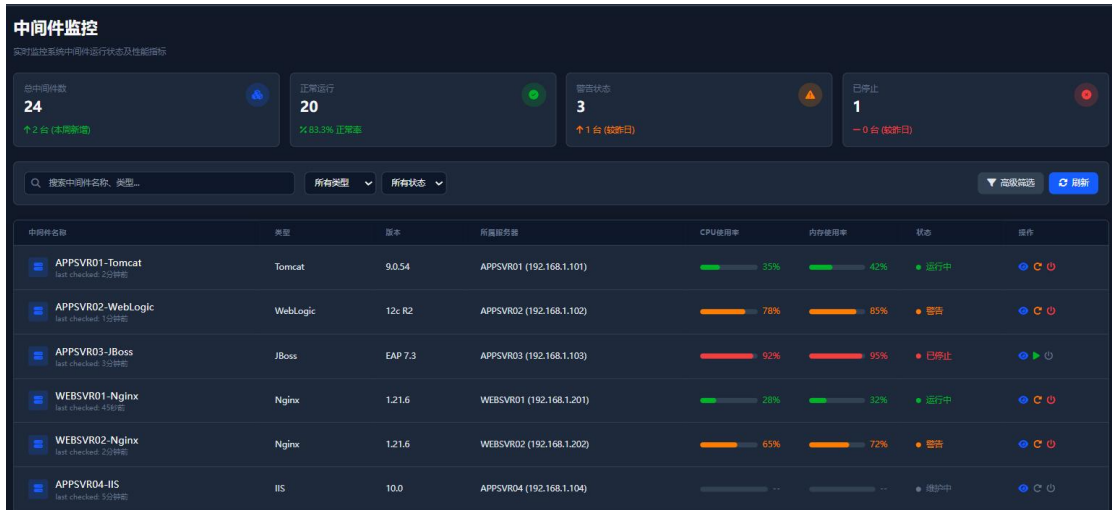 中间件监控
实时监控系统中间件运行状态及性能指标
总中间件数
24
2 台 (本周新增)
正常运行
20
83.3% 正常率
警告状态
3
1 台 (较昨日)
已停止
1
0 台 (较昨日)
搜索中间件名称、类型...
所有类型
所有状态
高级筛选
刷新
中间件名称 类型 版本 所属服务器 CPU使用率 内存使用率 状态 操作
APPSVR01-Tomcat Tomcat 9.0.54 APPSVR01 (192.168.1.101) 35% 42% 运行中
last checked: 2分钟前
APPSVR02-WebLogic WebLogic 12c R2 APPSVR02 (192.168.1.102) 78% 85% 警告
last checked: 1分钟前
APPSVR03-JBoss JBoss EAP 7.3 APPSVR03 (192.168.1.103) 92% 95% 已停止
last checked: 3分钟前
WEBSVR01-Nginx Nginx 1.21.6 WEBSVR01 (192.168.1.201) 28% 32% 运行中
last checked: 45秒前
WEBSVR02-Nginx Nginx 1.21.6 WEBSVR02 (192.168.1.202) 65% 72% 警告
last checked: 2分钟前
APPSVR04-IIS IIS 10.0 APPSVR04 (192.168.1.104) -- -- 维护中
last checked: 5分钟前